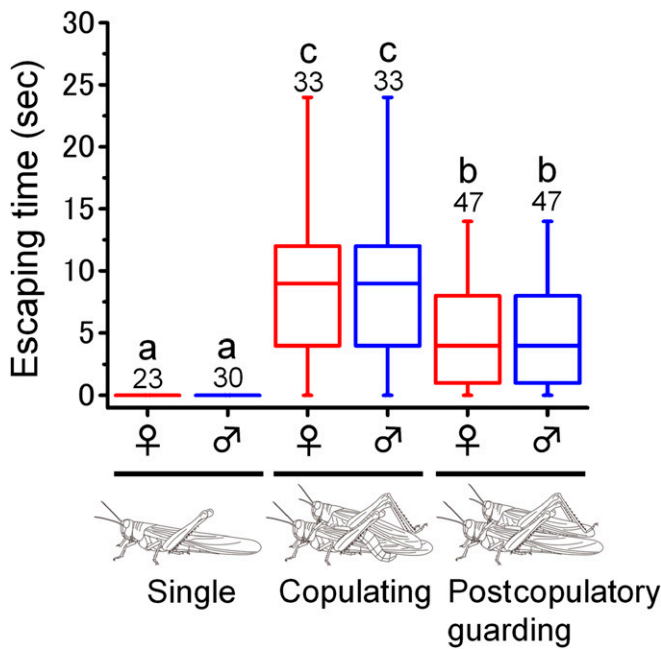 Escaping time (sec)
30
25
20
15
10
5
0
a
23
a
30
c
33
c
33
b
47
b
47
♀ ♂ ♀ ♂ ♀ ♂
Single
Copulating
Postcopulatory
guarding